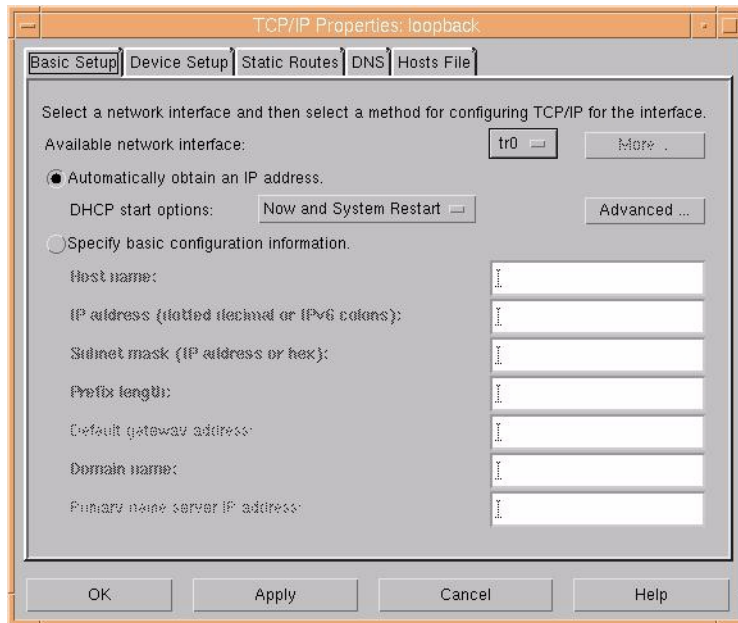 TCP/IP Properties: loopback
Basic Setup Device Setup Static Routes DNS Hosts File
Select a network interface and then select a method for configuring TCP/IP for the interface.
Available network interface: tr0 More ..
Automatically obtain an IP address.
DHCP start options: Now and System Restart Advanced ...
Specify basic configuration information.
Host name:
IP address (dotted decimal or IPv6 colons):
Subnet mask (IP address or hex):
Prefix length:
Default gateway address:
Domain name:
Primary name server IP address:
OK Apply Cancel Help